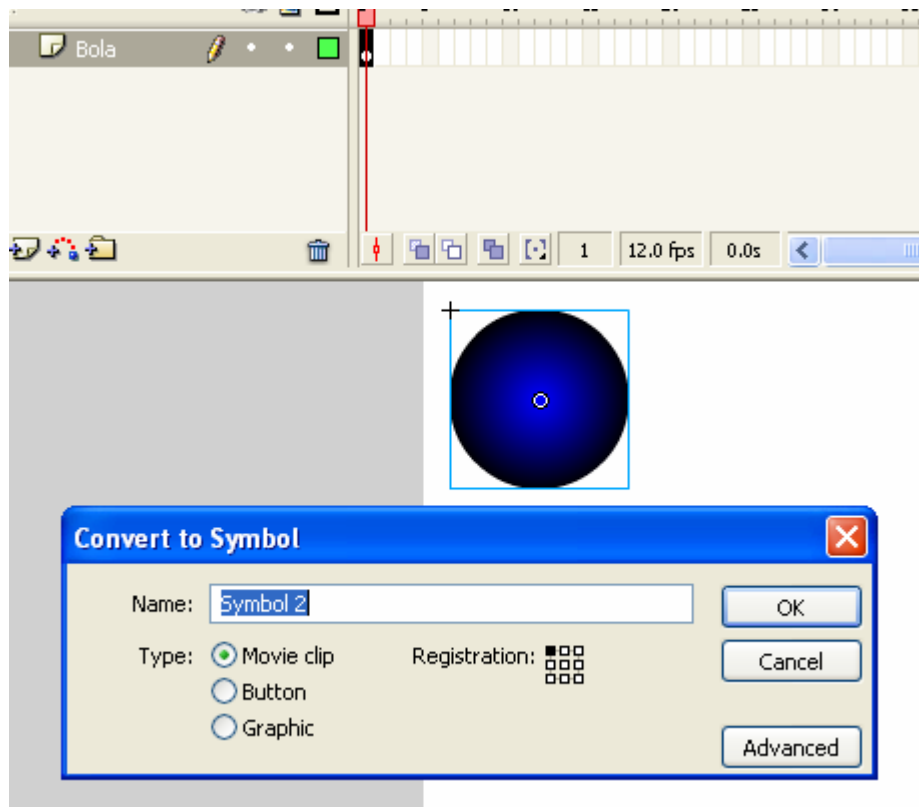 Bola
1 12.0 fps 0.0s
Convert to Symbol
Name: Symbol 2 OK
Type: Movie clip Registration: Cancel
Button
Graphic
Advanced